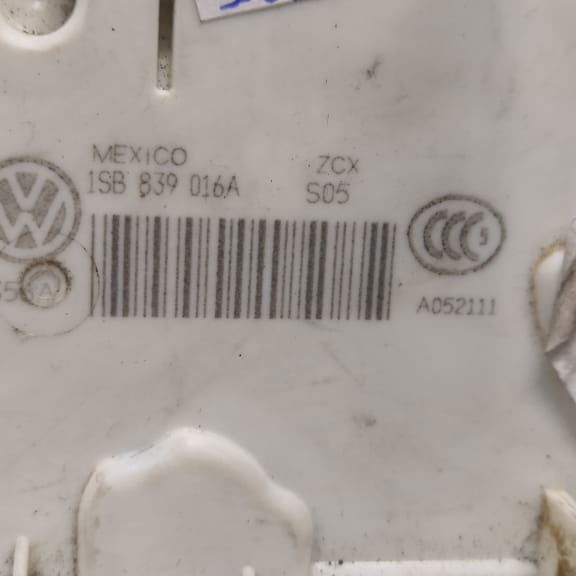 MEXICO
ZCX
1SB 839 016A
S05
A052111